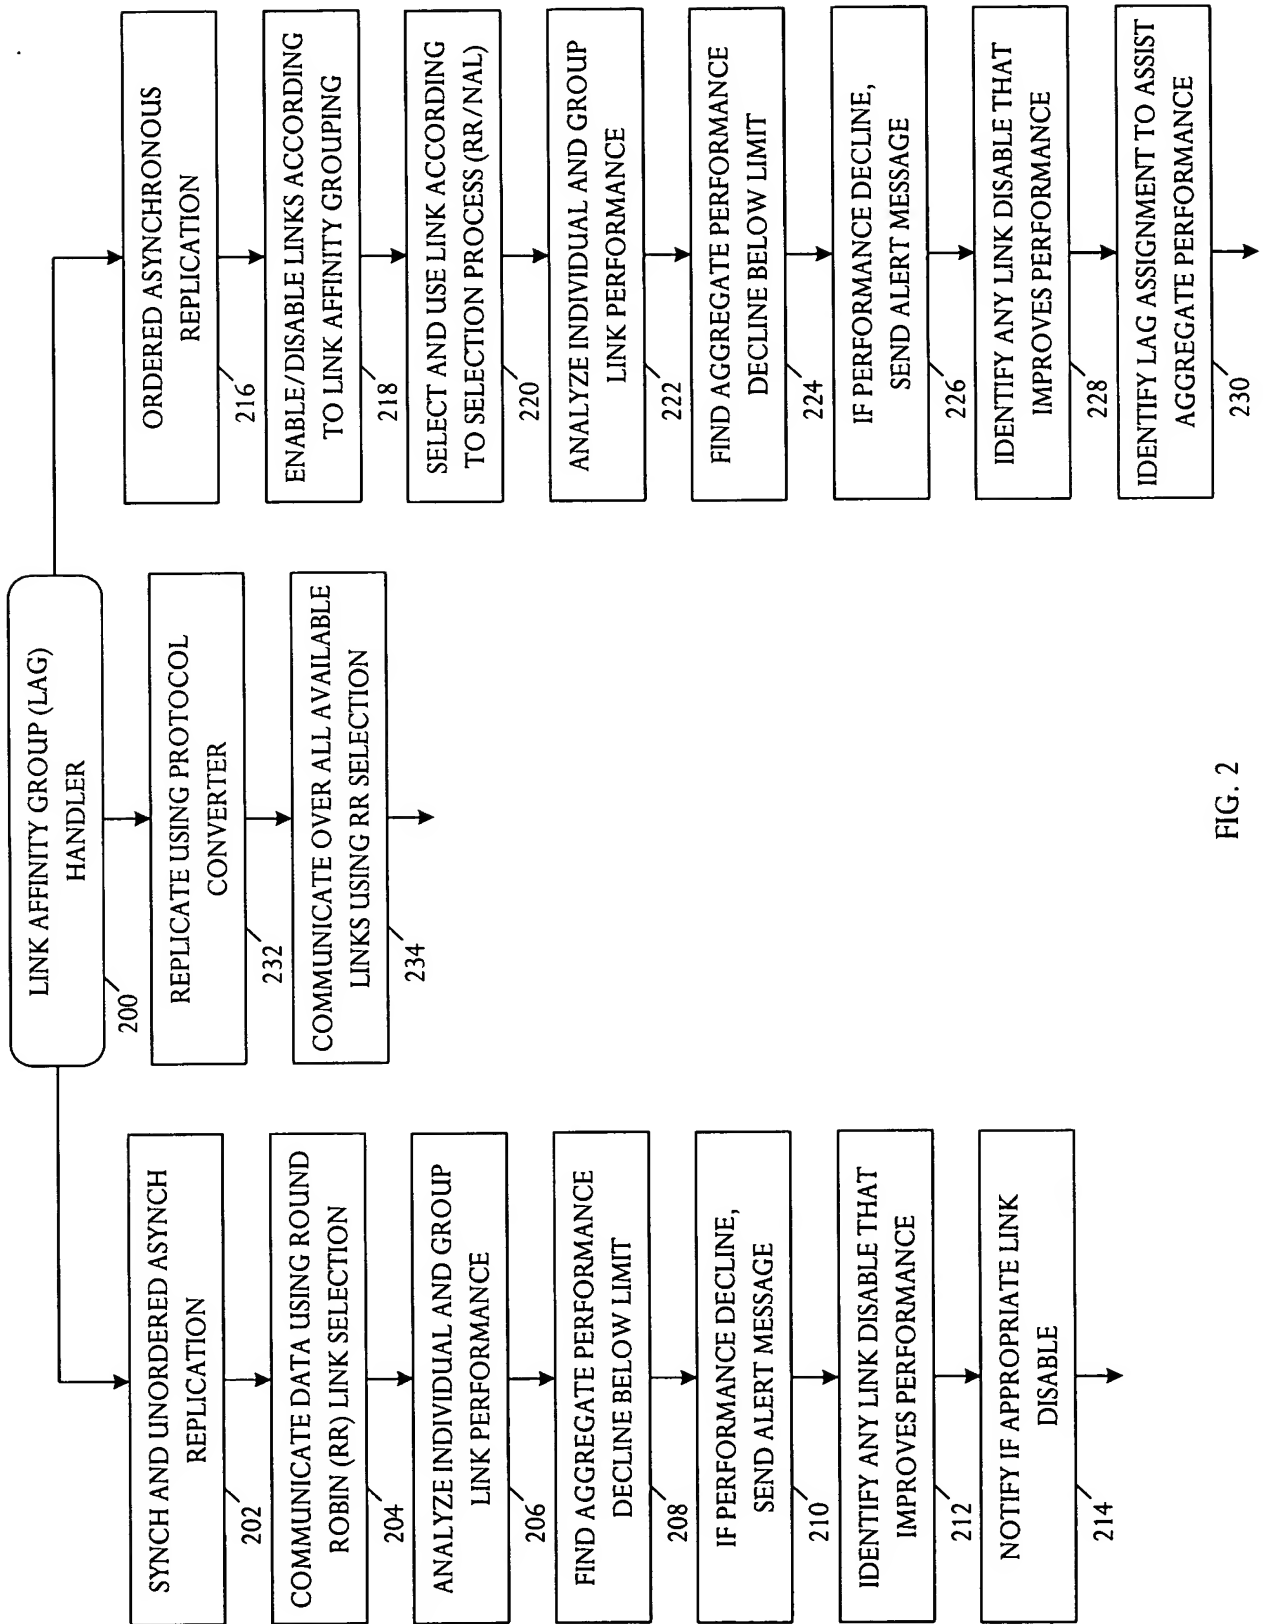 LINK AFFINITY GROUP (LAG)
HANDLER
200
SYNCH AND UNORDERED ASYNCH
REPLICATION
202
COMMUNICATE DATA USING ROUND
ROBIN (RR) LINK SELECTION
204
ANALYZE INDIVIDUAL AND GROUP
LINK PERFORMANCE
206
FIND AGGREGATE PERFORMANCE
DECLINE BELOW LIMIT
208
IF PERFORMANCE DECLINE,
SEND ALERT MESSAGE
210
IDENTIFY ANY LINK DISABLE THAT
IMPROVES PERFORMANCE
212
NOTIFY IF APPROPRIATE LINK
DISABLE
214
REPLICATE USING PROTOCOL
CONVERTER
232
COMMUNICATE OVER ALL AVAILABLE
LINKS USING RR SELECTION
234
ORDERED ASYNCHRONOUS
REPLICATION
216
ENABLE/DISABLE LINKS ACCORDING
TO LINK AFFINITY GROUPING
218
SELECT AND USE LINK ACCORDING
TO SELECTION PROCESS (RR/NAL)
220
ANALYZE INDIVIDUAL AND GROUP
LINK PERFORMANCE
222
FIND AGGREGATE PERFORMANCE
DECLINE BELOW LIMIT
224
IF PERFORMANCE DECLINE,
SEND ALERT MESSAGE
226
IDENTIFY ANY LINK DISABLE THAT
IMPROVES PERFORMANCE
228
IDENTIFY LAG ASSIGNMENT TO ASSIST
AGGREGATE PERFORMANCE
230
FIG. 2